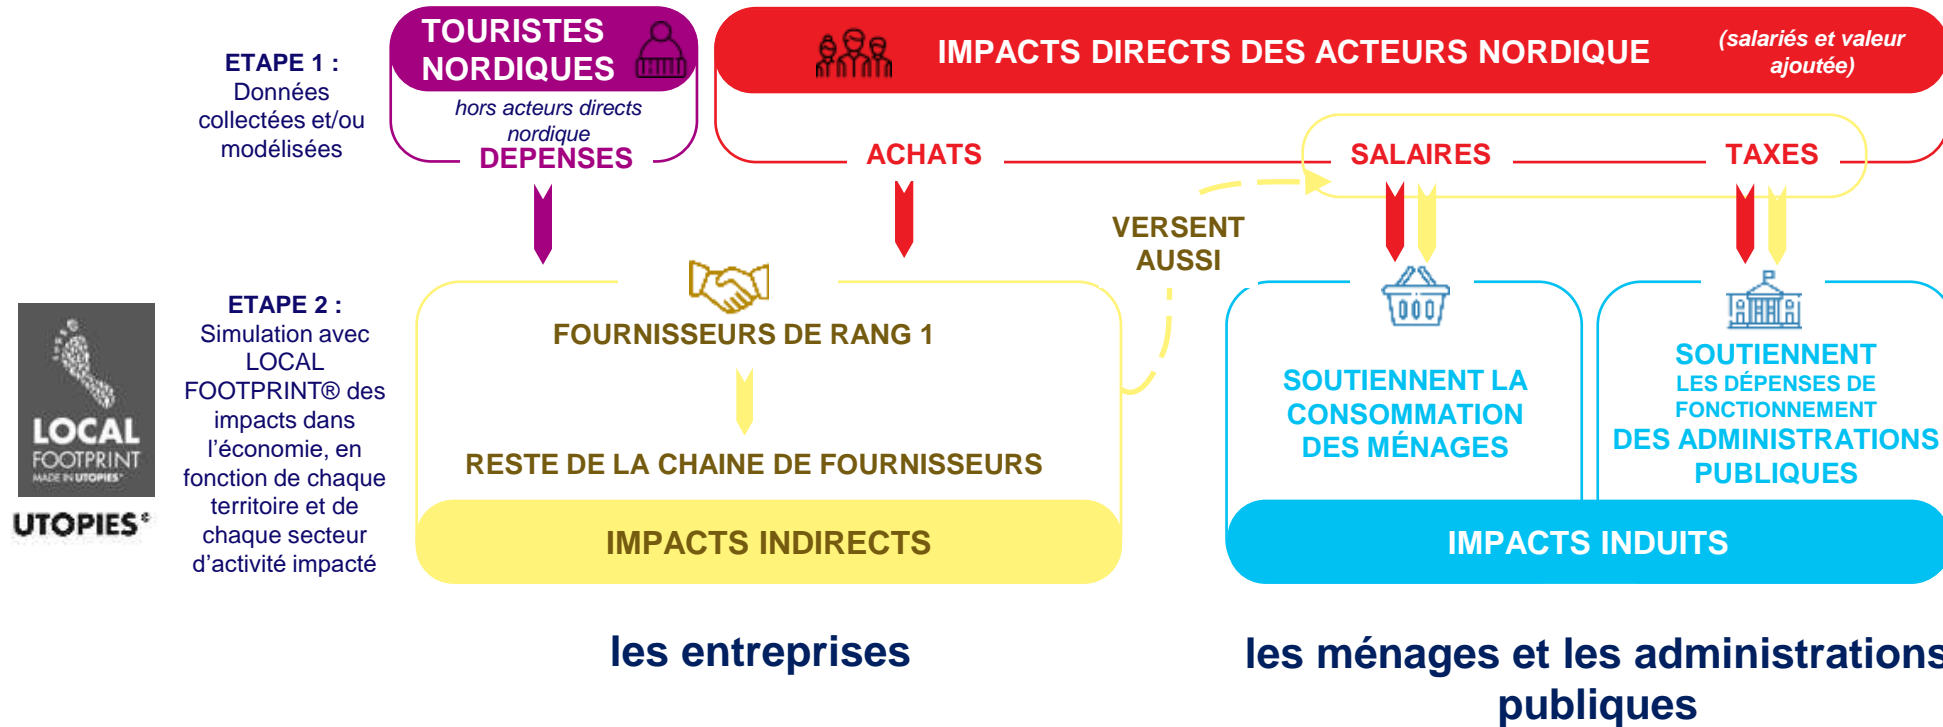 TOURISTES
NORDIQUES
hors acteurs directs
nordique
DEPENSES
IMPACTS DIRECTS DES ACTEURS NORDIQUE
(salariés et valeur
ajoutée)
ETAPE 1 :
Données
collectées et/ou
modélisées
ACHATS
SALAIRES
TAXES
VERSENT
AUSSI
ETAPE 2 :
Simulation avec
LOCAL
FOOTPRINT® des
impacts dans
l’économie, en
fonction de chaque
territoire et de
chaque secteur
d’activité impacté
LOCAL
FOOTPRINT
MADE IN UTOPIES®
UTOPIES®
FOURNISSEURS DE RANG 1
RESTE DE LA CHAINE DE FOURNISSEURS
IMPACTS INDIRECTS
SOUTIENNENT LA
CONSOMMATION
DES MÉNAGES
SOUTIENNENT
LES DÉPENSES DE
FONCTIONNEMENT
DES ADMINISTRATIONS
PUBLIQUES
IMPACTS INDUITS
les entreprises
les ménages et les administrations
publiques